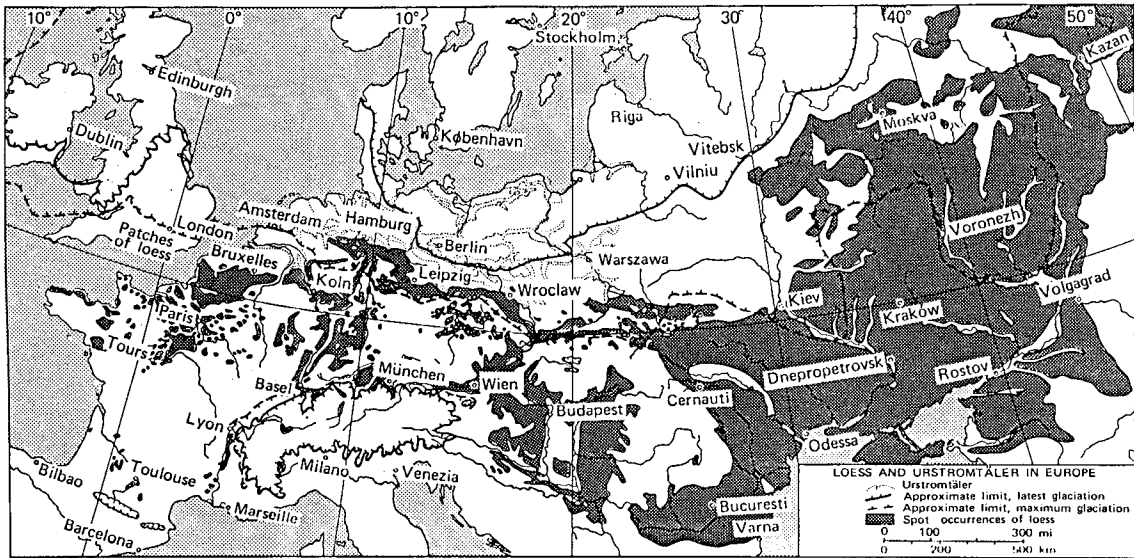 10° 0° 10° 20° 30° 40° 50°
Stockholm
Kazan
Edinburgh
Riga
Moskva
Dublin
København
Vitebsk
Vilniu
London
Amsterdam
Hamburg
Voronezh
Patches
of loess
Bruxelles
Berlin
Leipzig
Warszawa
Koln
Wroclaw
Kiev
Volgagrad
Paris
Kraków
Tours
Dnepropetrovsk
Rostov
Basel
München
Wien
Budapest
Cernauti
Lyon
Odessa
Bilbao
Toulouse
Milano
Venezia
Marseille
Bucuresti
Varna
Barcelona
LOESS AND URSTROMTÄLER IN EUROPE
Urstromtäler
Approximate limit, latest glaciation
Approximate limit, maximum glaciation
Spot occurrences of loess
0 100 300 mi
0 200 500 km